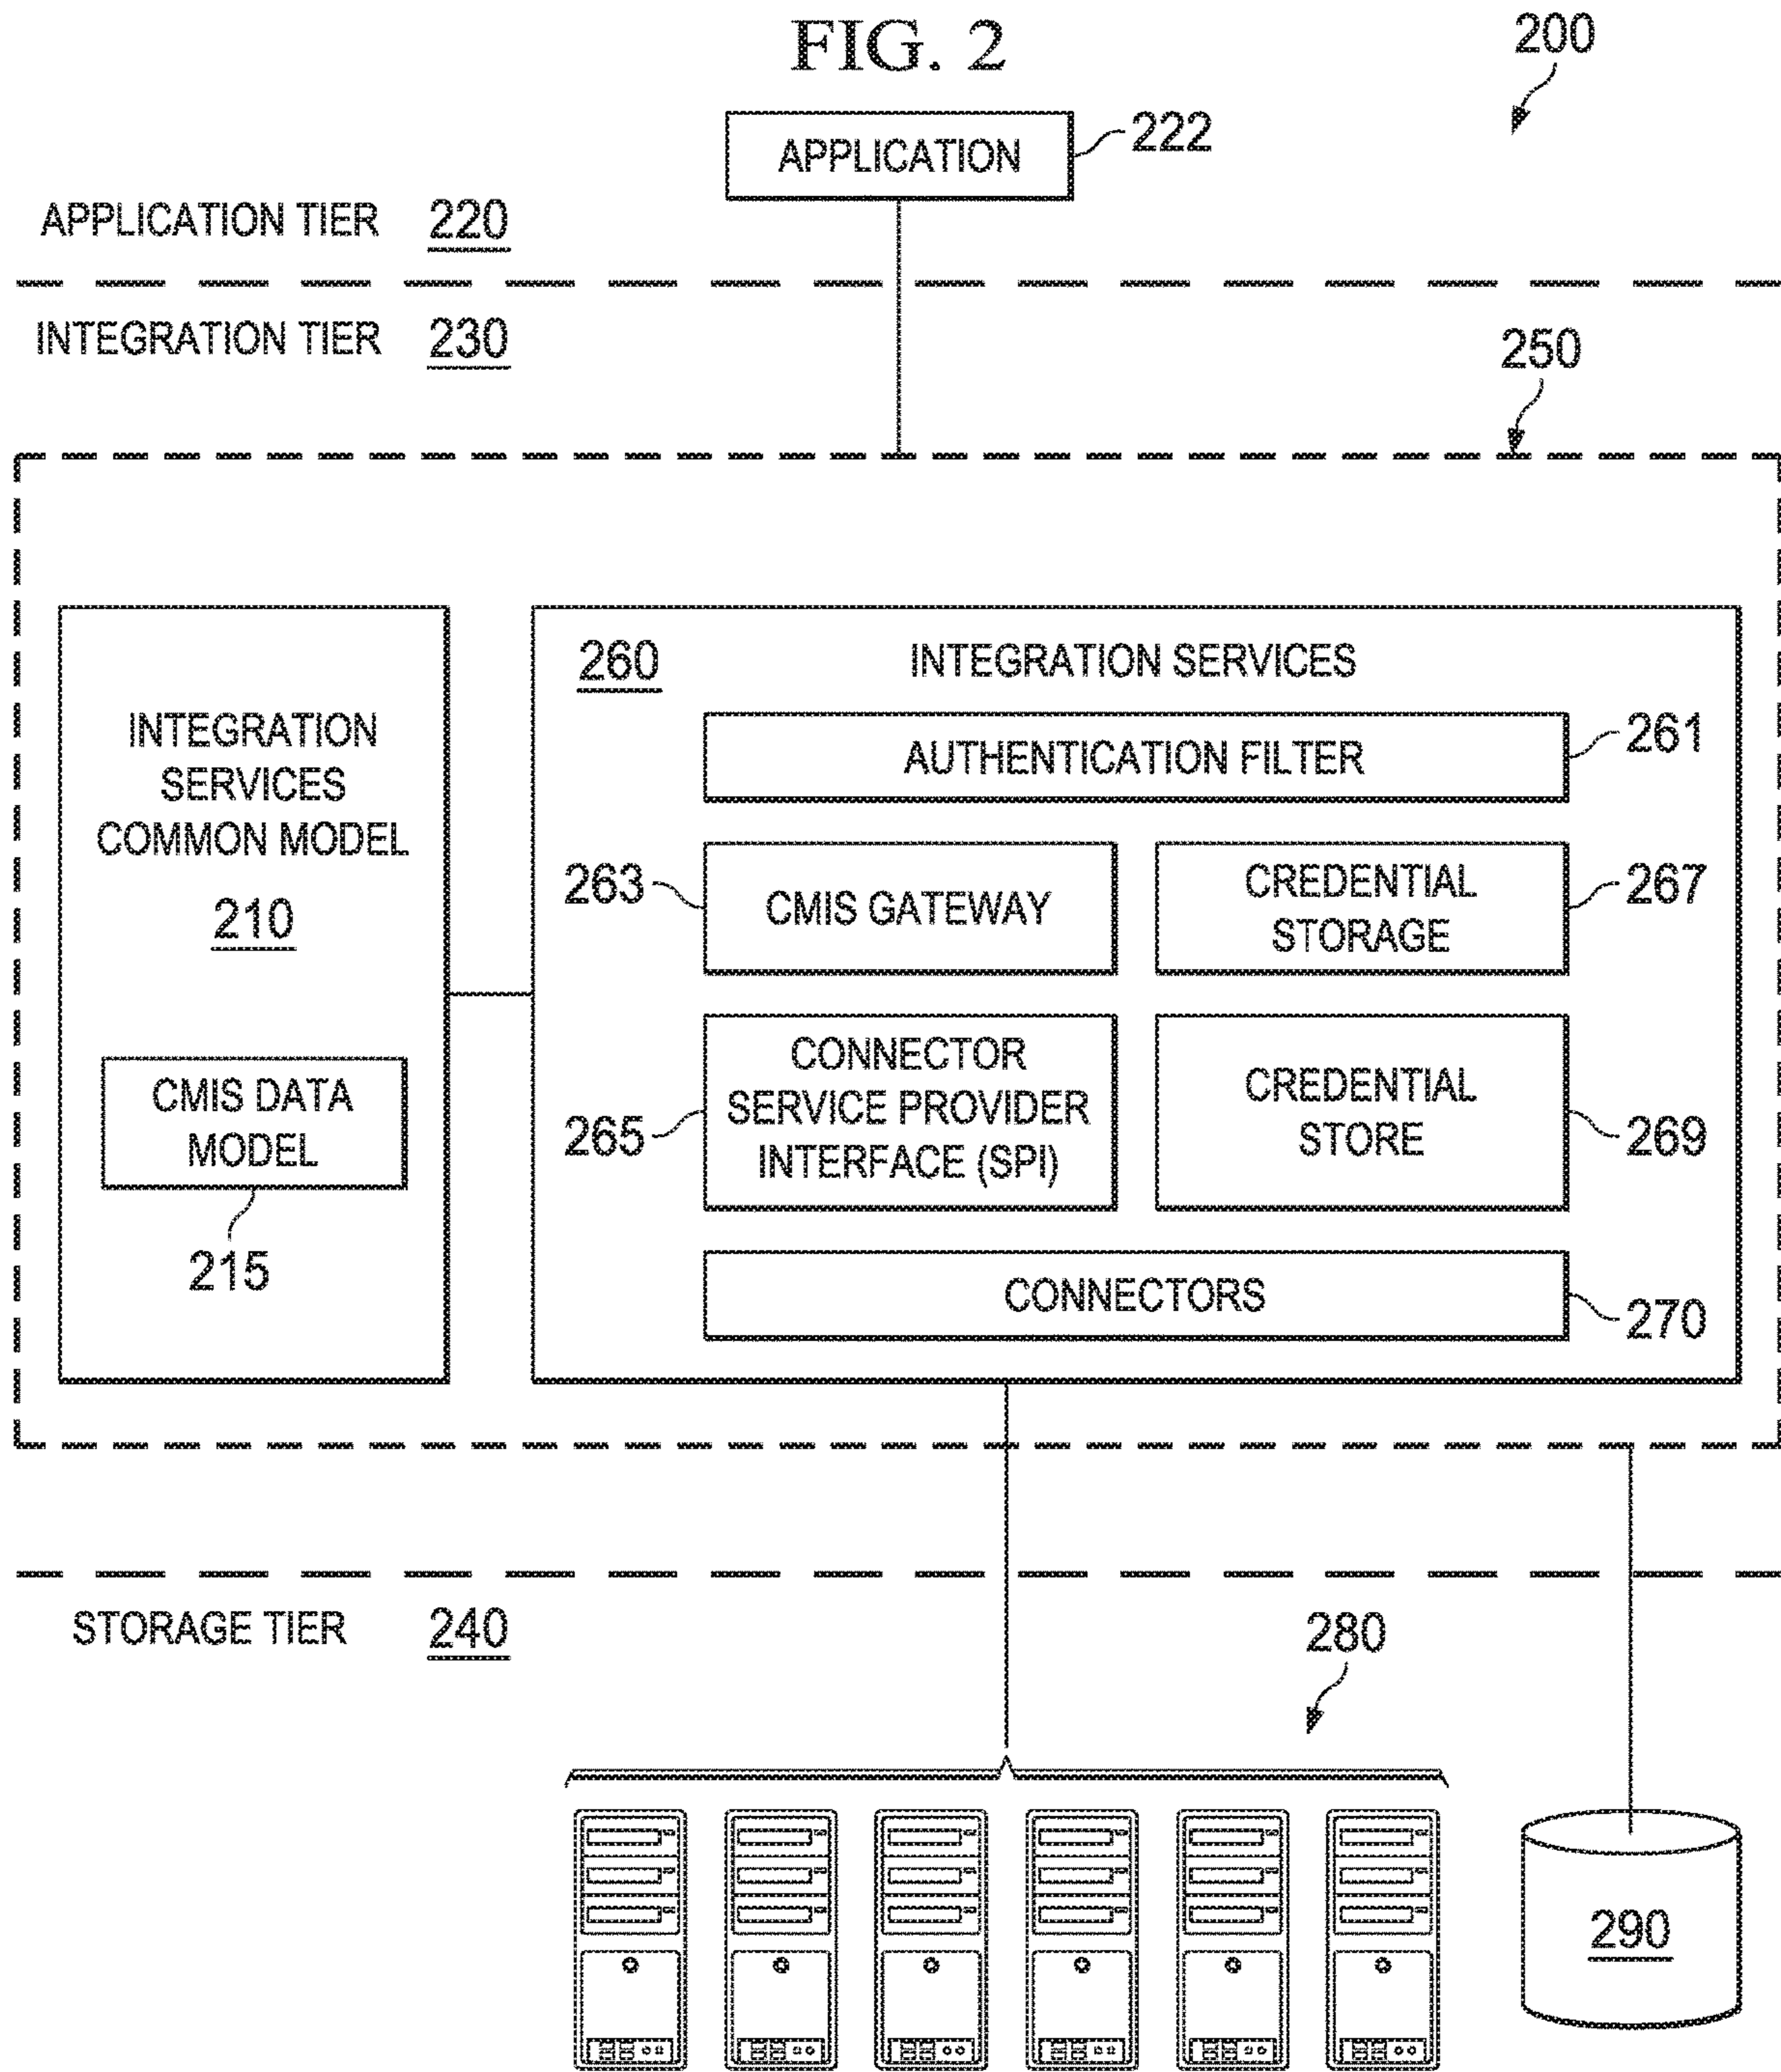 FIG. 2
200
APPLICATION
222
APPLICATION TIER 220
INTEGRATION TIER 230
250
INTEGRATION
SERVICES
COMMON MODEL
210
CMIS DATA
MODEL
215
260 INTEGRATION SERVICES
AUTHENTICATION FILTER
261
263
CMIS GATEWAY
CREDENTIAL
STORAGE
267
265
CONNECTOR
SERVICE PROVIDER
INTERFACE (SPI)
CREDENTIAL
STORE
269
CONNECTORS
270
STORAGE TIER 240
280
290